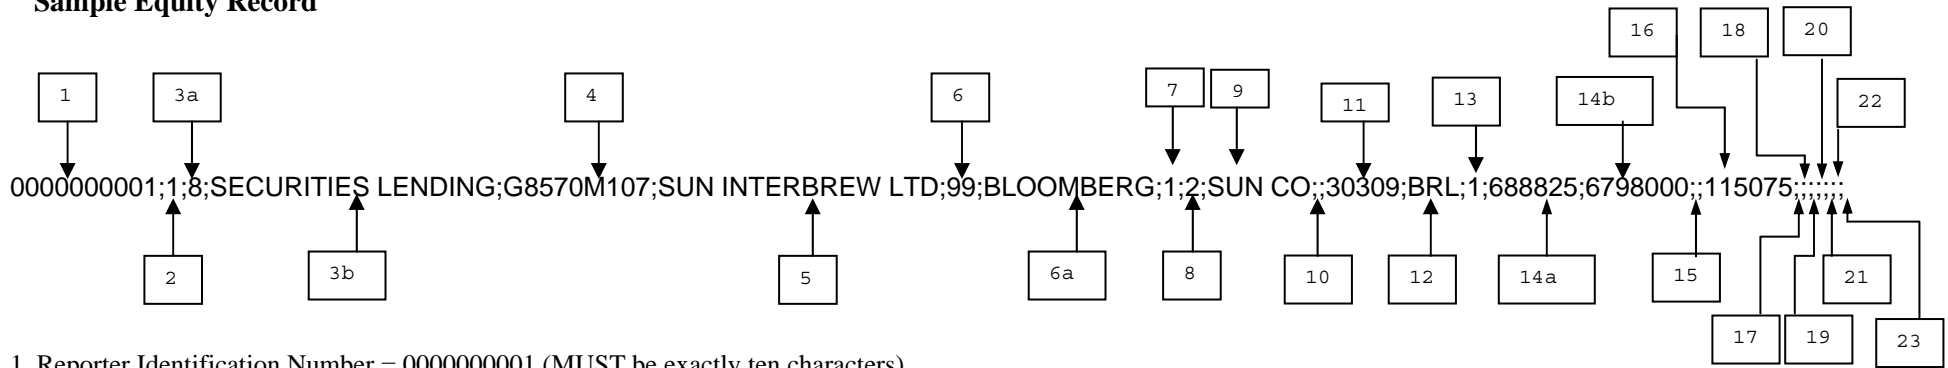 Sample Equity Record
16 18 20
1 3a 4 6 7 9 11 13 14b 22
0000000001;1;8;SECURITIES LENDING;G8570M107;SUN INTERBREW LTD;99;BLOOMBERG;1;2;SUN CO;;30309;BRL;1;688825;6798000;;115075;;;;;;;
2 3b 5 6a 8 10 12 14a 15 21
17 19 23
1. Reporter Identification Number = 0000000001 (MUST be exactly ten characters)